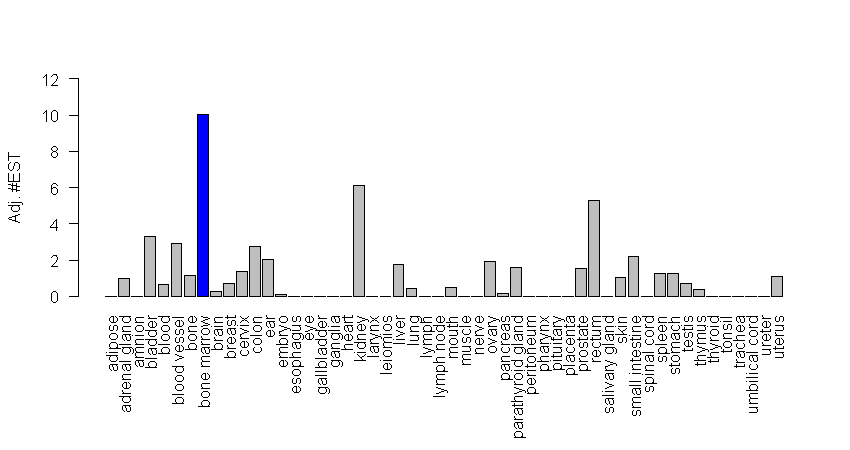 12
10
8
6
4
2
0
Adj. #EST
adipose
adrenal gland
amnion
bladder
blood
blood vessel
bone
bone marrow
brain
breast
cervix
colon
ear
embryo
esophagus
eye
gallbladder
ganglia
heart
kidney
larynx
leiomios
liver
lung
lymph
lymph node
mouth
muscle
nerve
ovary
pancreas
parathyroid gland
peritoneum
pharynx
pituitary
placenta
prostate
rectum
salivary gland
skin
small intestine
spinal cord
spleen
stomach
testis
thymus
thyroid
tonsil
trachea
umbilical cord
ureter
uterus